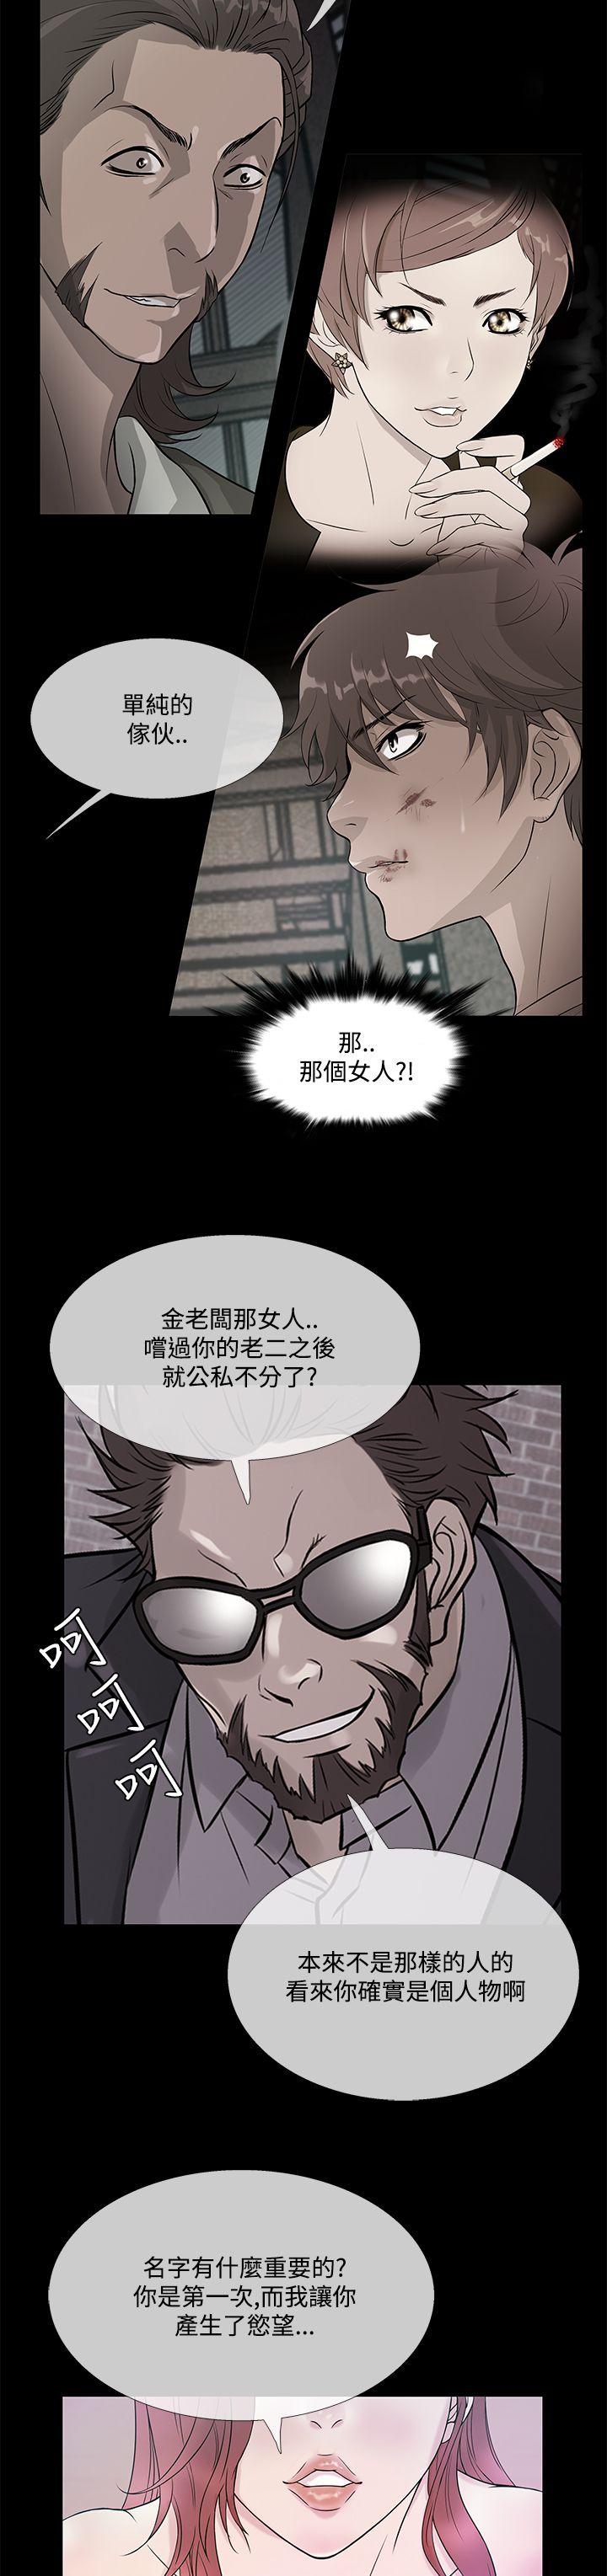 單純的
傢伙..
那..
那個女人?!
金老闆那女人..
嚐過你的老二之後
就公私不分了?
呵
呵
呵
本來不是那樣的人的
看來你確實是個人物啊
名字有什麼重要的?
你是第一次,而我讓你
產生了慾望...